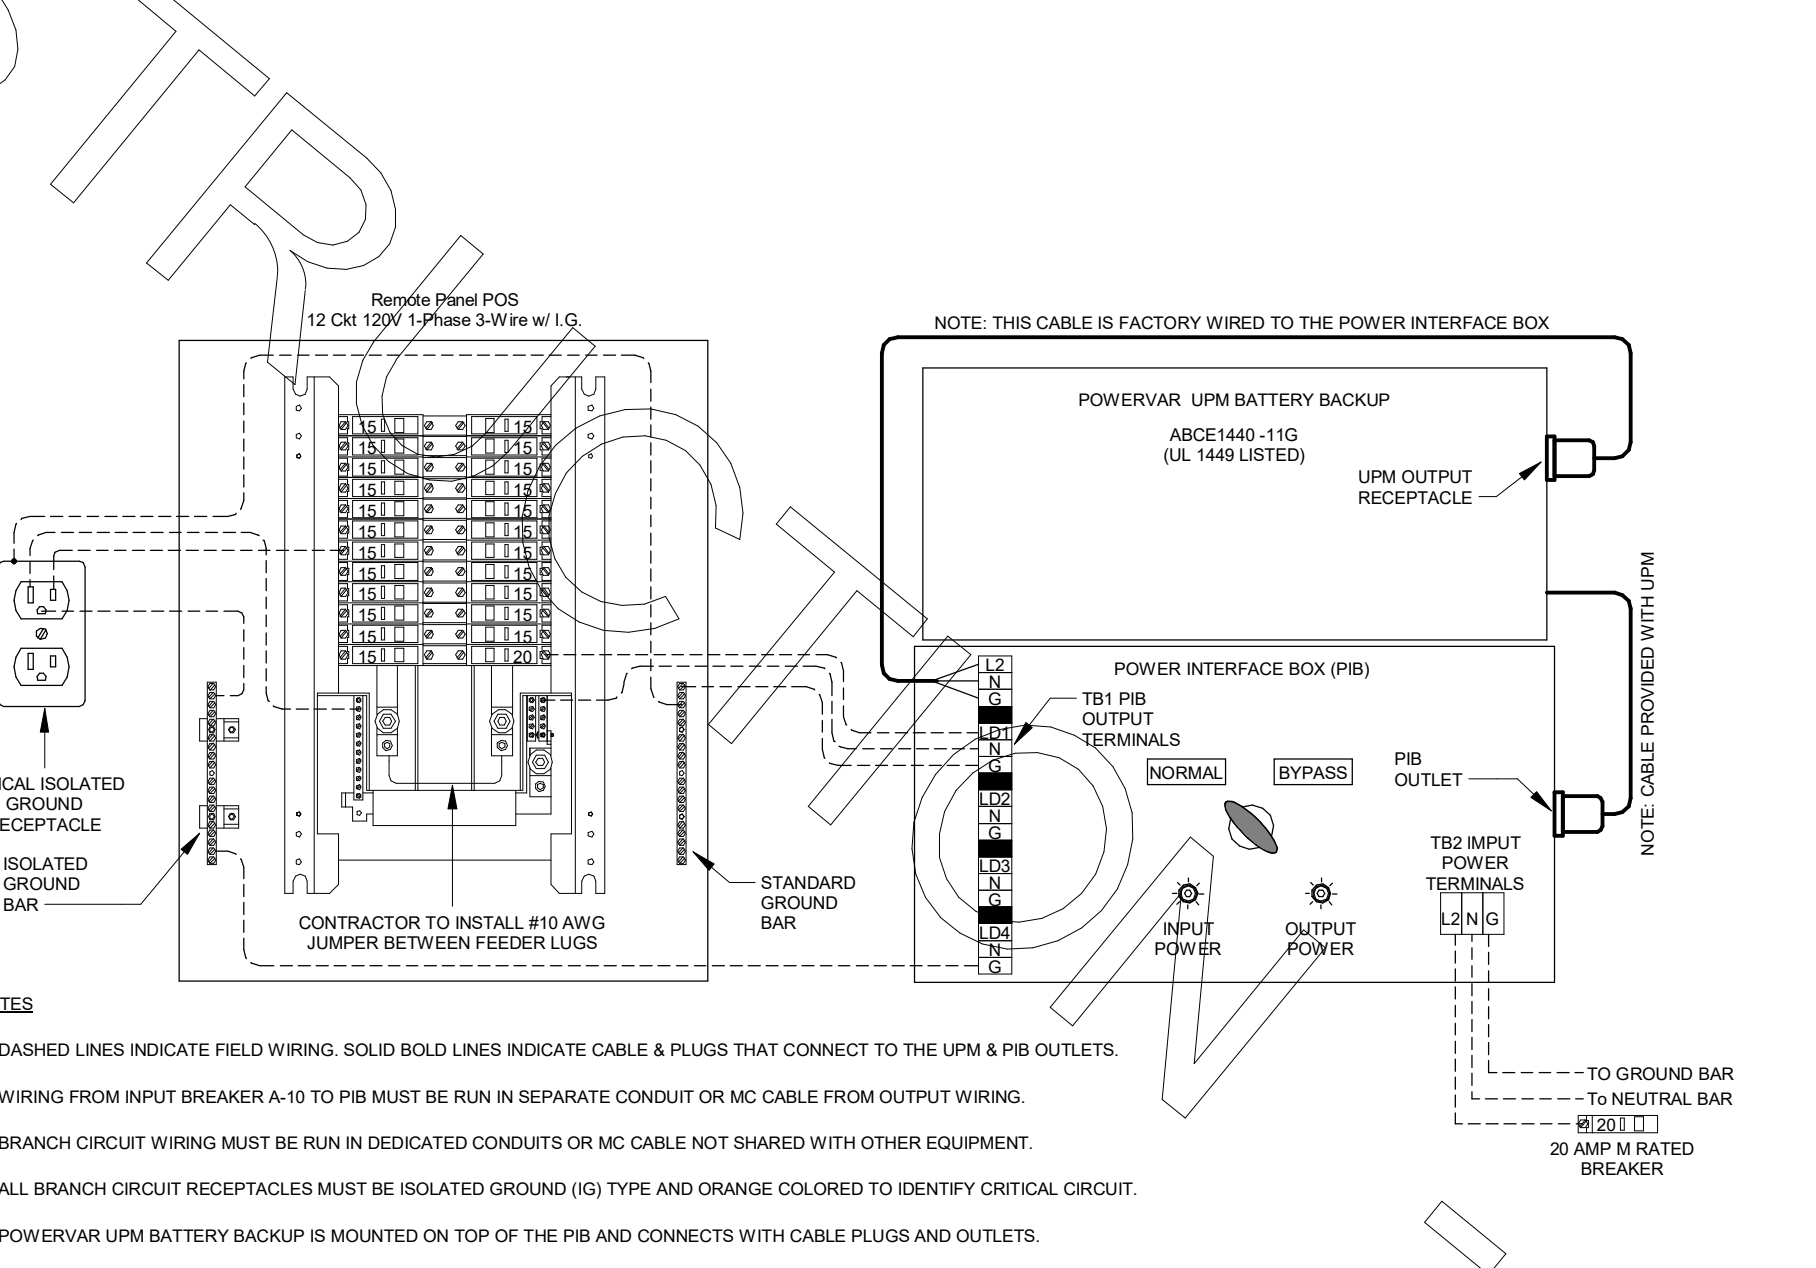 Remote Panel POS
12 Ckt 120V 1-Phase 3-Wire w/ I.G.
15 15
15 15
15 15
15 15
15 15
15 15
15 15
15 15
15 15
15 15
15 15
15 20
ICAL ISOLATED
GROUND
ECEPTACLE
ISOLATED
GROUND
BAR
CONTRACTOR TO INSTALL #10 AWG
JUMPER BETWEEN FEEDER LUGS
STANDARD
GROUND
BAR
NOTE: THIS CABLE IS FACTORY WIRED TO THE POWER INTERFACE BOX
POWERVAR UPM BATTERY BACKUP
ABCE1440 -11G
(UL 1449 LISTED)
UPM OUTPUT
RECEPTACLE
NOTE: CABLE PROVIDED WITH UPM
POWER INTERFACE BOX (PIB)
L2
N
G
LD1
N
G
LD2
N
G
LD3
N
G
LD4
N
G
TB1 PIB
OUTPUT
TERMINALS
NORMAL
BYPASS
PIB
OUTLET
INPUT
POWER
OUTPUT
POWER
TB2 IMPUT
POWER
TERMINALS
L2 N G
TO GROUND BAR
To NEUTRAL BAR
20
20 AMP M RATED
BREAKER
TES
DASHED LINES INDICATE FIELD WIRING. SOLID BOLD LINES INDICATE CABLE & PLUGS THAT CONNECT TO THE UPM & PIB OUTLETS.
WIRING FROM INPUT BREAKER A-10 TO PIB MUST BE RUN IN SEPARATE CONDUIT OR MC CABLE FROM OUTPUT WIRING.
BRANCH CIRCUIT WIRING MUST BE RUN IN DEDICATED CONDUITS OR MC CABLE NOT SHARED WITH OTHER EQUIPMENT.
ALL BRANCH CIRCUIT RECEPTACLES MUST BE ISOLATED GROUND (IG) TYPE AND ORANGE COLORED TO IDENTIFY CRITICAL CIRCUIT.
POWERVAR UPM BATTERY BACKUP IS MOUNTED ON TOP OF THE PIB AND CONNECTS WITH CABLE PLUGS AND OUTLETS.